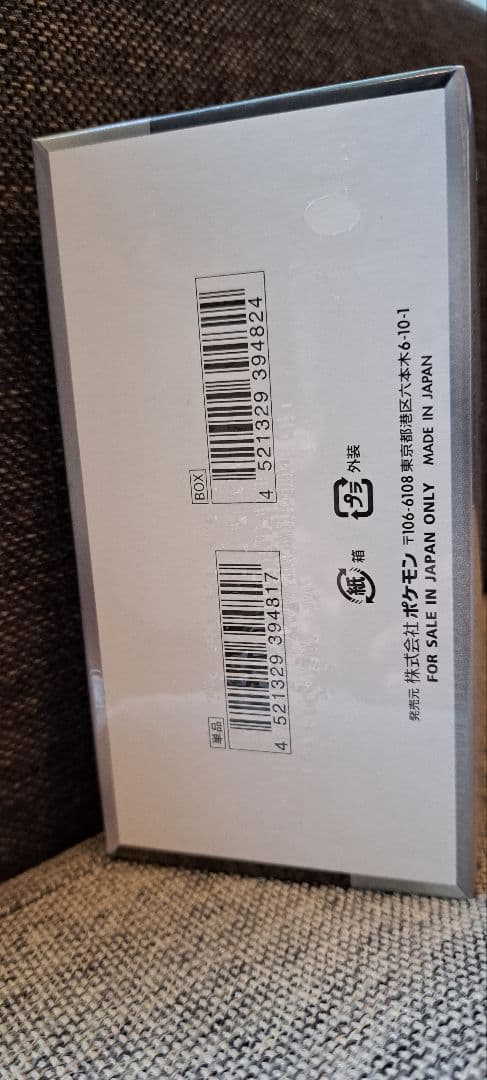 単品
4 521329 394817
BOX
4 521329 394824
紙 箱
プラ 外装
発売元 株式会社 ポケモン 〒106-6108 東京都港区六本木6-10-1
FOR SALE IN JAPAN ONLY MADE IN JAPAN